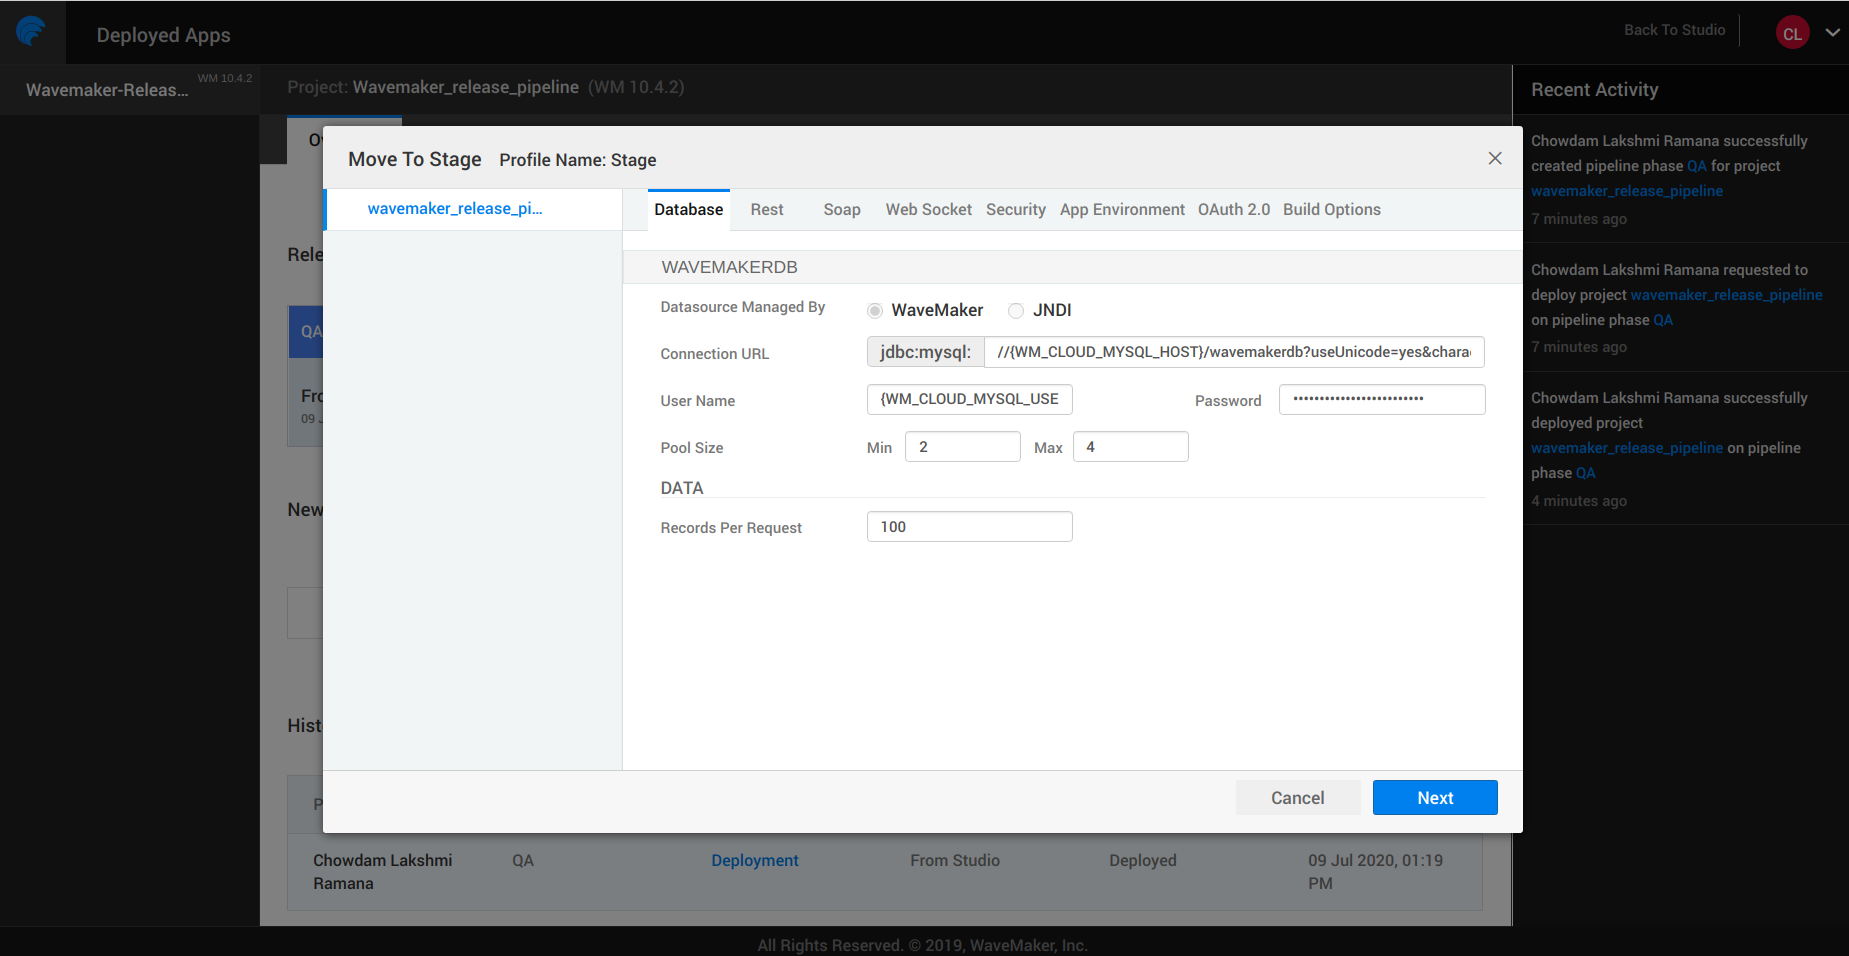 Deployed Apps
Back To Studio
CL
Wavemaker-Releas...
WM 10.4.2
Project: Wavemaker_release_pipeline (WM 10.4.2)
Recent Activity
Move To Stage Profile Name: Stage
wavemaker_release_pi...
Database Rest Soap Web Socket Security App Environment OAuth 2.0 Build Options
WAVEMAKERDB
Datasource Managed By WaveMaker JNDI
Connection URL jdbc:mysql: //{WM_CLOUD_MYSQL_HOST}/wavemakerdb?useUnicode=yes&charac
User Name {WM_CLOUD_MYSQL_USE Password
Pool Size Min 2 Max 4
DATA
Records Per Request 100
Cancel Next
Rele
QA
Fro
09 J
New
Hist
P
Chowdam Lakshmi
Ramana
QA
Deployment
From Studio
Deployed
09 Jul 2020, 01:19
PM
Chowdam Lakshmi Ramana successfully
created pipeline phase QA for project
wavemaker_release_pipeline
7 minutes ago
Chowdam Lakshmi Ramana requested to
deploy project wavemaker_release_pipeline
on pipeline phase QA
7 minutes ago
Chowdam Lakshmi Ramana successfully
deployed project
wavemaker_release_pipeline on pipeline
phase QA
4 minutes ago
All Rights Reserved. © 2019, WaveMaker, Inc.